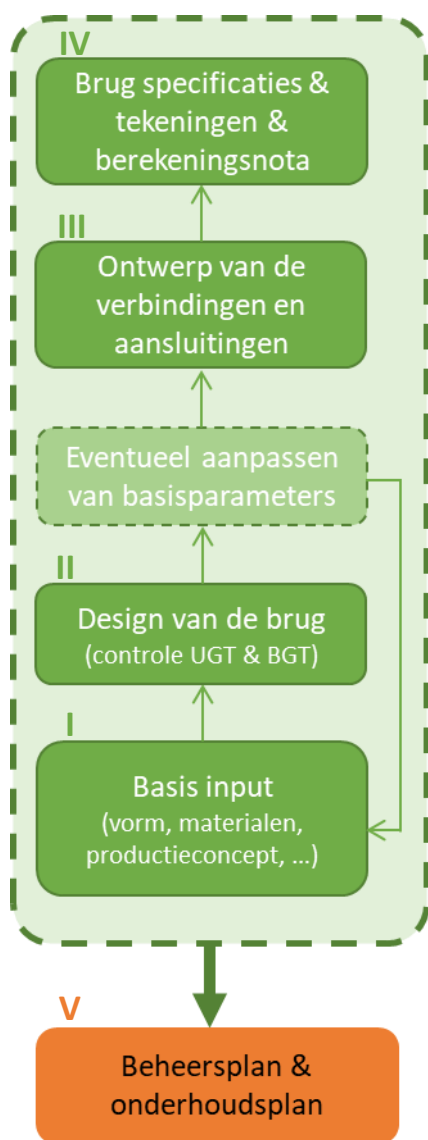 IV
Brug specificaties &
tekeningen &
berekeningsnota
III
Ontwerp van de
verbindingen en
aansluitingen
Eventueel aanpassen
van basisparameters
II
Design van de brug
(controle UGT & BGT)
I
Basis input
(vorm, materialen,
productieconcept, ...)
V
Beheersplan &
onderhoudsplan